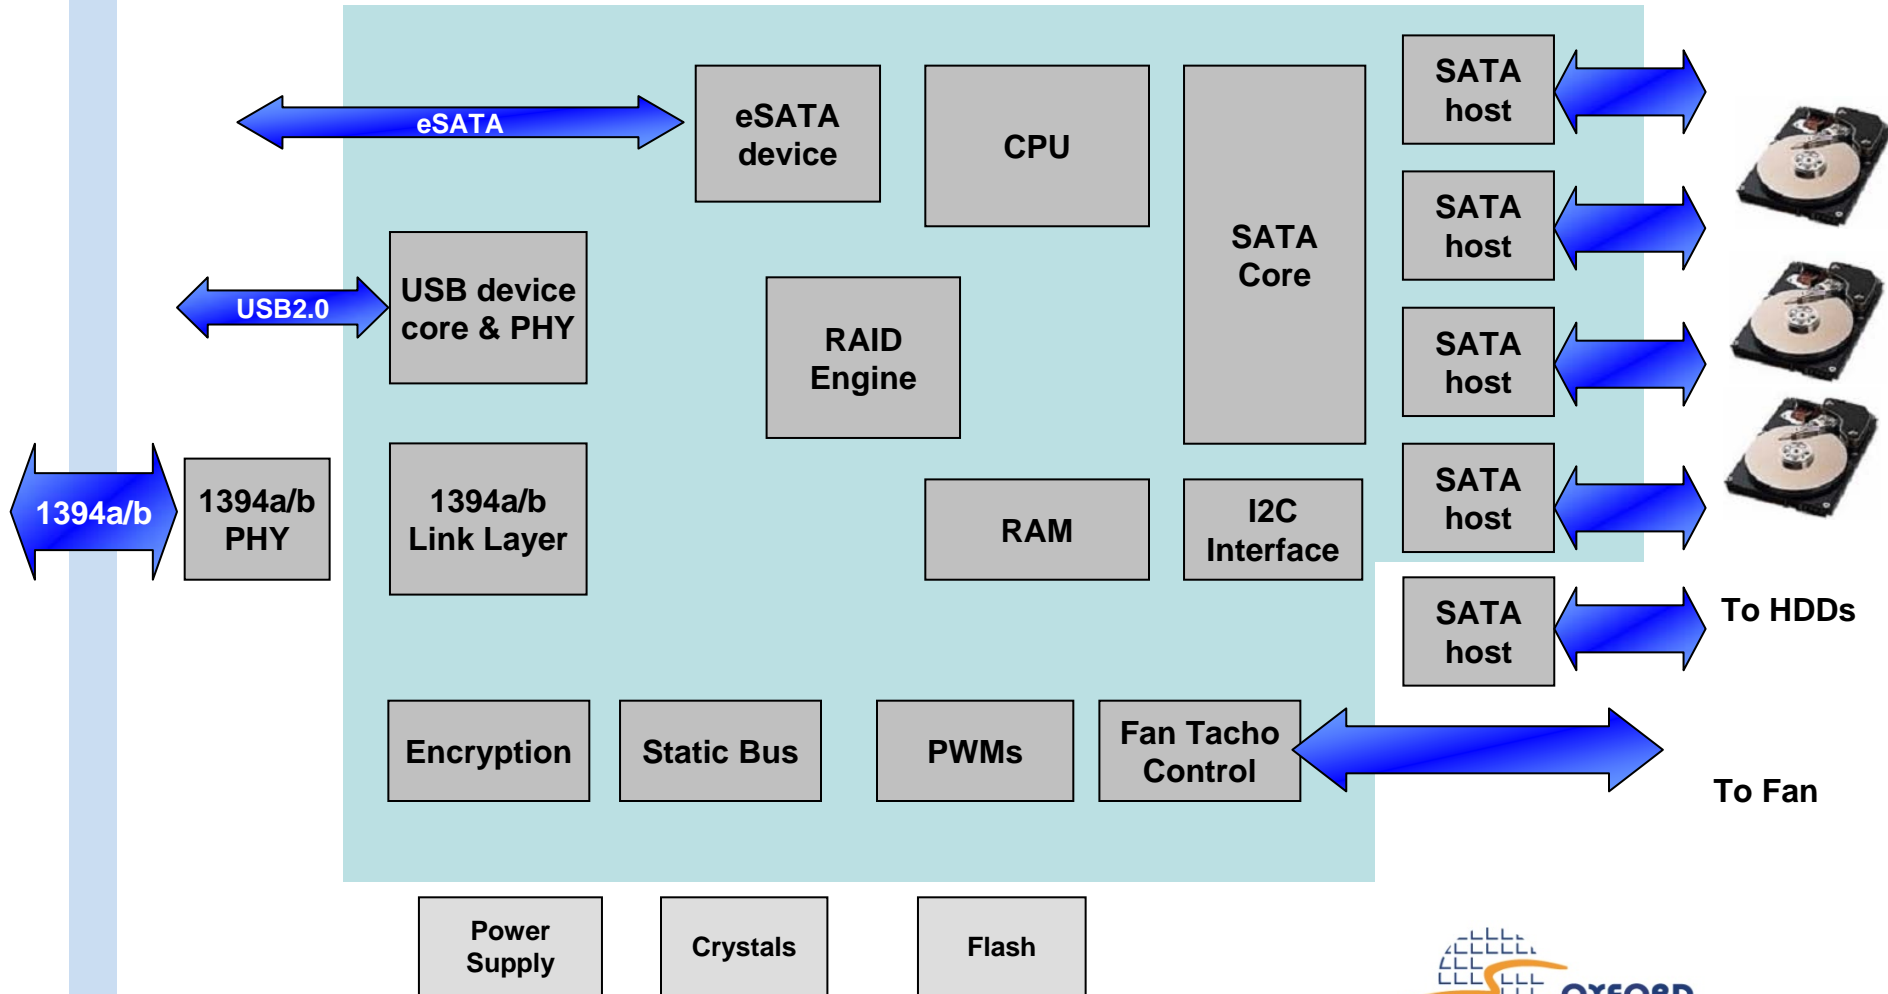 eSATA
eSATA
device
CPU
SATA
Core
SATA
host
SATA
host
SATA
host
SATA
host
SATA
host
USB2.0
USB device
core & PHY
RAID
Engine
1394a/b
1394a/b
PHY
1394a/b
Link Layer
RAM
I2C
Interface
To HDDs
Encryption
Static Bus
PWMs
Fan Tacho
Control
To Fan
Power
Supply
Crystals
Flash
OXFORD